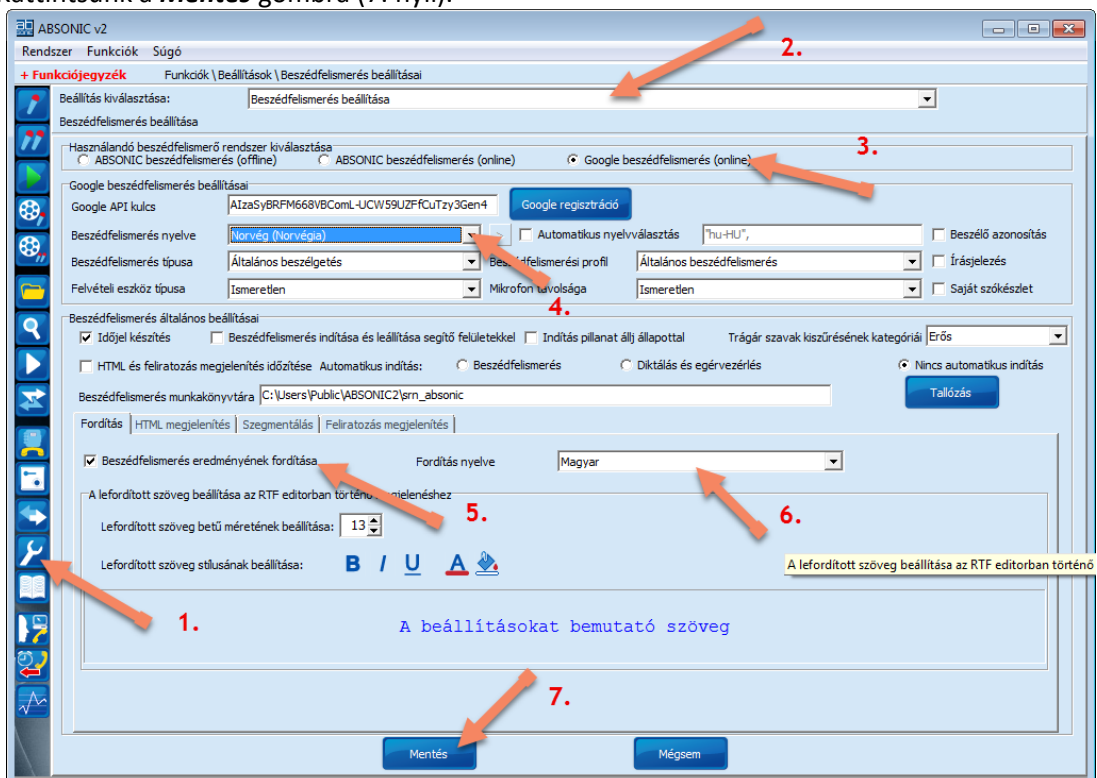 kattintsunk a Mentés gombra (7. nyíl).
ABSONIC v2
Rendszer Funkciók Súgó
+ Funkciójegyzék Funkciók \ Beállítások \ Beszédfelismerés beállításai
2.
Beállítás kiválasztása: Beszédfelismerés beállítása
Beszédfelismerés beállítása
Használandó beszédfelismerő rendszer kiválasztása
ABSONIC beszédfelismerés (offline) ABSONIC beszédfelismerés (online) Google beszédfelismerés (online)
3.
Google beszédfelismerés beállításai
Google API kulcs AIzaSyBRFM668VBComL-UCW59UZFfCuTzy3Gen4 Google regisztráció
Beszédfelismerés nyelve Norvég (Norvégia) > Automatikus nyelvválasztás "hu-HU", Beszélő azonosítás
Beszédfelismerés típusa Általános beszélgetés Beszédfelismerési profil Általános beszédfelismerés Írásjelezés
Felvételi eszköz típusa Ismeretlen Mikrofon távolsága Ismeretlen Saját szókészlet
4.
Beszédfelismerés általános beállításai
Időjel készítés Beszédfelismerés indítása és leállítása segítő felületekkel Indítás pillanat állj állapottal Trágár szavak kiszűrésének kategóriái Erős
HTML és feliratozás megjelenítés időzítése Automatikus indítás: Beszédfelismerés Diktálás és egérvezérlés Nincs automatikus indítás
Beszédfelismerés munkakönyvtára C:\Users\Public\ABSONIC2\srn_absonic Tallózás
Fordítás HTML megjelenítés Szegmentálás Feliratozás megjelenítés
Beszédfelismerés eredményének fordítása Fordítás nyelve Magyar
A lefordított szöveg beállítása az RTF editorban történő megjelenéshez
5.
6.
Lefordított szöveg betű méretének beállítása: 13
Lefordított szöveg stílusának beállítása: B I U A
A lefordított szöveg beállítása az RTF editorban történő
1.
A beállításokat bemutató szöveg
7.
Mentés Mégsem